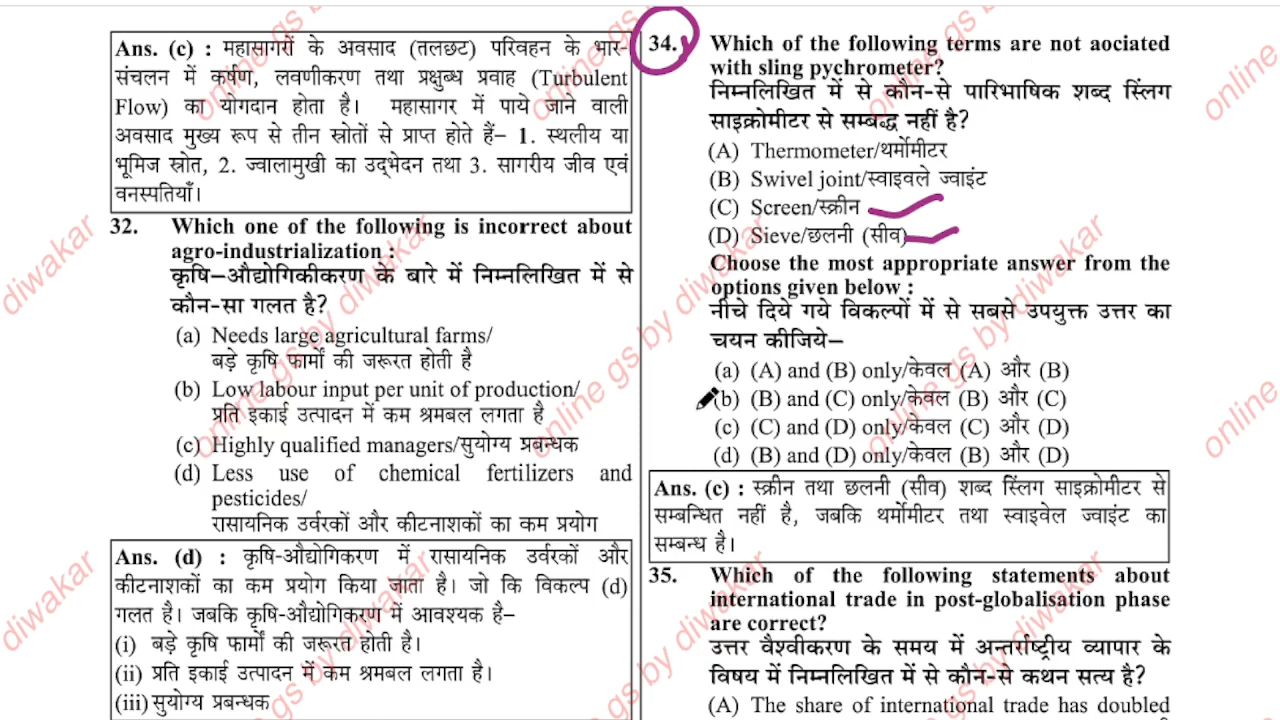 Ans. (c) : महासागरों के अवसाद (तलछट) परिवहन के भार-
संचलन में कर्षण, लवणीकरण तथा प्रक्षुब्ध प्रवाह (Turbulent
Flow) का योगदान होता है। महासागर में पाये जाने वाली
अवसाद मुख्य रूप से तीन स्रोतों से प्राप्त होते हैं– 1. स्थलीय या
भूमिज स्रोत, 2. ज्वालामुखी का उद्भेदन तथा 3. सागरीय जीव एवं
वनस्पतियाँ।
32. Which one of the following is incorrect about
agro-industrialization :
कृषि–औद्योगिकीकरण के बारे में निम्नलिखित में से
कौन-सा गलत है?
(a) Needs large agricultural farms/
बड़े कृषि फार्मों की जरूरत होती है
(b) Low labour input per unit of production/
प्रति इकाई उत्पादन में कम श्रमबल लगता है
(c) Highly qualified managers/सुयोग्य प्रबन्धक
(d) Less use of chemical fertilizers and
pesticides/
रासायनिक उर्वरकों और कीटनाशकों का कम प्रयोग
Ans. (d) : कृषि-औद्योगिकरण में रासायनिक उर्वरकों और
कीटनाशकों का कम प्रयोग किया जाता है। जो कि विकल्प (d)
गलत है। जबकि कृषि-औद्योगिकरण में आवश्यक है–
(i) बड़े कृषि फार्मों की जरूरत होती है।
(ii) प्रति इकाई उत्पादन में कम श्रमबल लगता है।
(iii) सुयोग्य प्रबन्धक
34. Which of the following terms are not aociated
with sling pychrometer?
निम्नलिखित में से कौन-से पारिभाषिक शब्द स्लिंग
साइक्रोमीटर से सम्बद्ध नहीं है?
(A) Thermometer/थर्मोमीटर
(B) Swivel joint/स्वाइवले ज्वाइंट
(C) Screen/स्क्रीन
(D) Sieve/छलनी (सीव)
Choose the most appropriate answer from the
options given below :
नीचे दिये गये विकल्पों में से सबसे उपयुक्त उत्तर का
चयन कीजिये–
(a) (A) and (B) only/केवल (A) और (B)
(b) (B) and (C) only/केवल (B) और (C)
(c) (C) and (D) only/केवल (C) और (D)
(d) (B) and (D) only/केवल (B) और (D)
Ans. (c) : स्क्रीन तथा छलनी (सीव) शब्द स्लिंग साइक्रोमीटर से
सम्बन्धित नहीं है, जबकि थर्मोमीटर तथा स्वाइवेल ज्वाइंट का
सम्बन्ध है।
35. Which of the following statements about
international trade in post-globalisation phase
are correct?
उत्तर वैश्वीकरण के समय में अन्तर्राष्ट्रीय व्यापार के
विषय में निम्नलिखित में से कौन-से कथन सत्य है?
(A) The share of international trade has doubled
online gs by diwakar